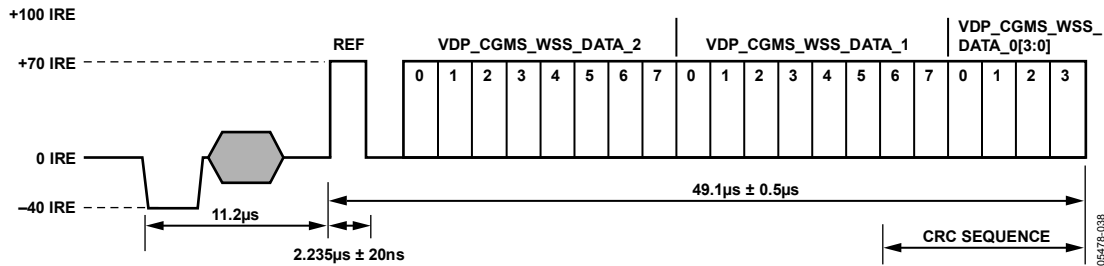 +100 IRE
REF
VDP_CGMS_WSS_DATA_2
VDP_CGMS_WSS_DATA_1
VDP_CGMS_WSS_
DATA_0[3:0]
+70 IRE
0 1 2 3 4 5 6 7 0 1 2 3 4 5 6 7 0 1 2 3
0 IRE
–40 IRE
49.1µs ± 0.5µs
11.2µs
2.235µs ± 20ns
CRC SEQUENCE
05478-038